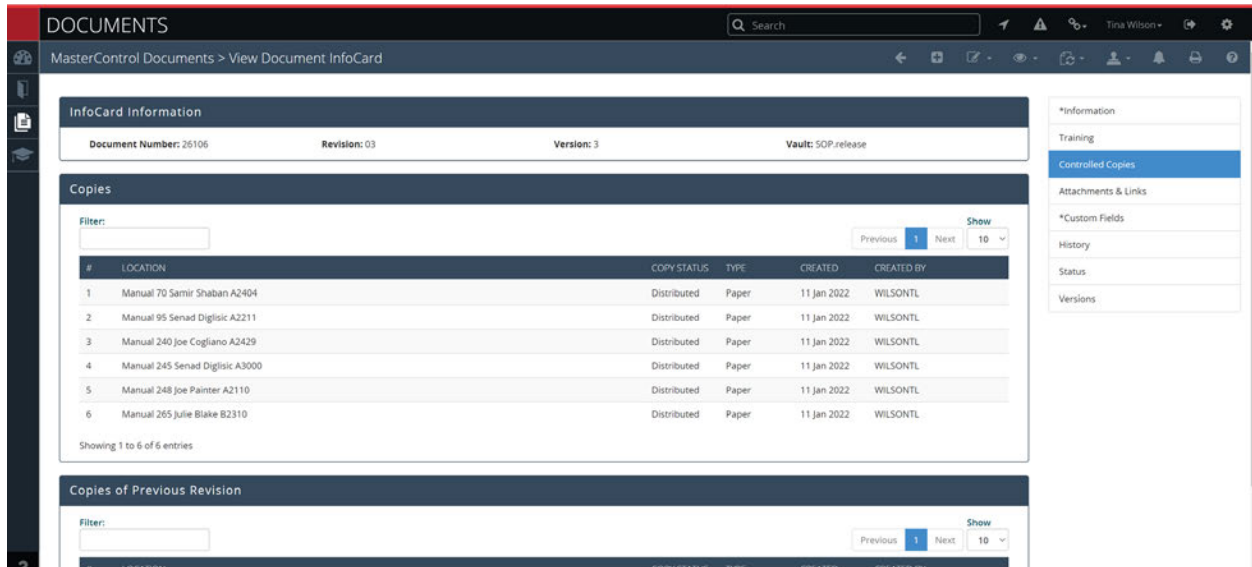 DOCUMENTS
Search
Tina Wilson
MasterControl Documents > View Document InfoCard
InfoCard Information
Document Number: 26106 Revision: 03 Version: 3 Vault: SOP.release
*Information
Training
Controlled Copies
Attachments & Links
*Custom Fields
History
Status
Versions
Copies
Filter:
Show
Previous 1 Next 10
# LOCATION COPY STATUS TYPE CREATED CREATED BY
1 Manual 70 Samir Shaban A2404 Distributed Paper 11 Jan 2022 WILSONTL
2 Manual 95 Senad Diglisic A2211 Distributed Paper 11 Jan 2022 WILSONTL
3 Manual 240 Joe Cogliano A2429 Distributed Paper 11 Jan 2022 WILSONTL
4 Manual 245 Senad Diglisic A3000 Distributed Paper 11 Jan 2022 WILSONTL
5 Manual 248 Joe Painter A2110 Distributed Paper 11 Jan 2022 WILSONTL
6 Manual 265 Julie Blake B2310 Distributed Paper 11 Jan 2022 WILSONTL
Showing 1 to 6 of 6 entries
Copies of Previous Revision
Filter:
Show
Previous 1 Next 10